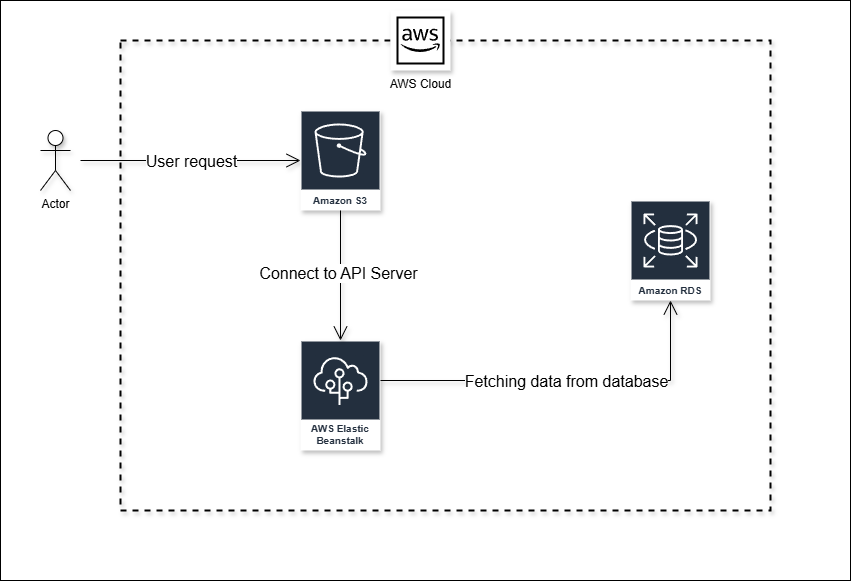 aws
AWS Cloud
User request
Actor
Amazon S3
Connect to API Server
Amazon RDS
Fetching data from database
AWS Elastic
Beanstalk